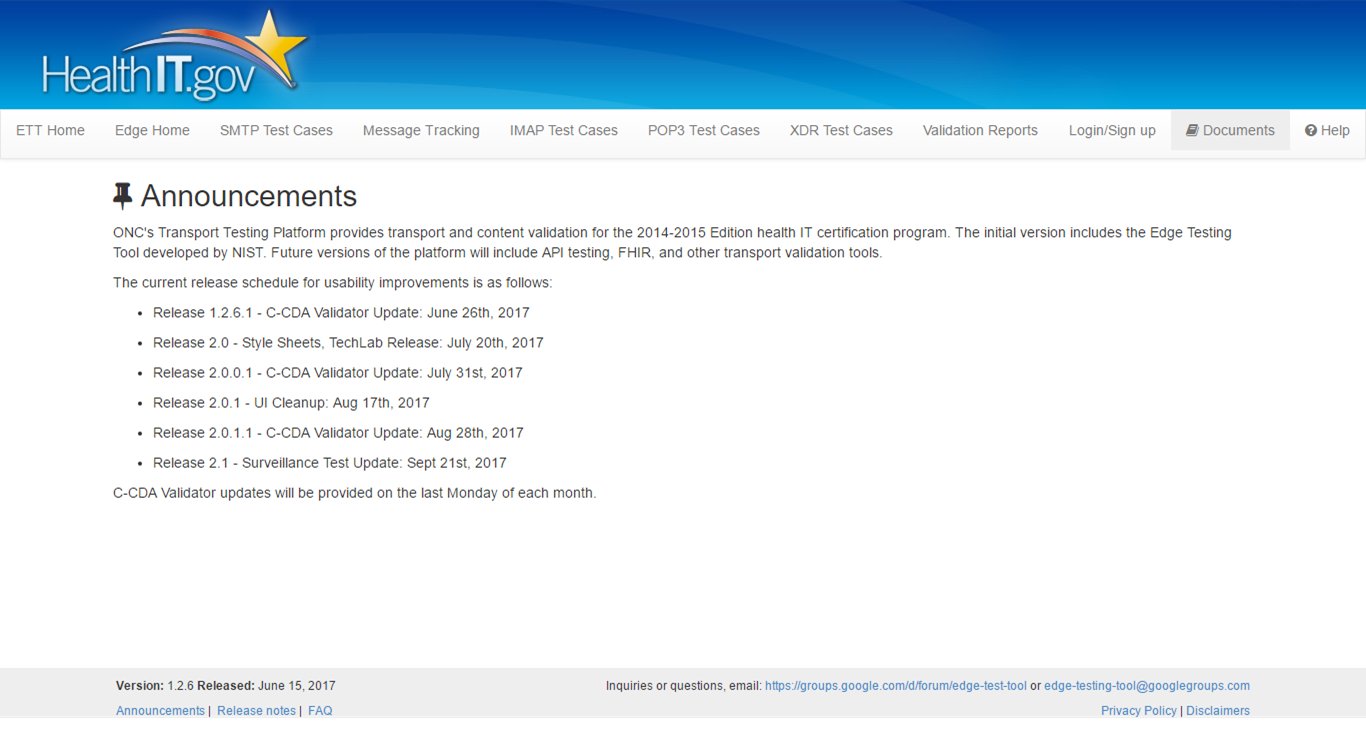 HealthIT.gov
ETT Home Edge Home SMTP Test Cases Message Tracking IMAP Test Cases POP3 Test Cases XDR Test Cases Validation Reports Login/Sign up Documents Help
Announcements
ONC's Transport Testing Platform provides transport and content validation for the 2014-2015 Edition health IT certification program. The initial version includes the Edge Testing
Tool developed by NIST. Future versions of the platform will include API testing, FHIR, and other transport validation tools.
The current release schedule for usability improvements is as follows:
• Release 1.2.6.1 - C-CDA Validator Update: June 26th, 2017
• Release 2.0 - Style Sheets, TechLab Release: July 20th, 2017
• Release 2.0.0.1 - C-CDA Validator Update: July 31st, 2017
• Release 2.0.1 - UI Cleanup: Aug 17th, 2017
• Release 2.0.1.1 - C-CDA Validator Update: Aug 28th, 2017
• Release 2.1 - Surveillance Test Update: Sept 21st, 2017
C-CDA Validator updates will be provided on the last Monday of each month.
Version: 1.2.6 Released: June 15, 2017
Inquiries or questions, email: https://groups.google.com/d/forum/edge-test-tool or edge-testing-tool@googlegroups.com
Announcements | Release notes | FAQ
Privacy Policy | Disclaimers